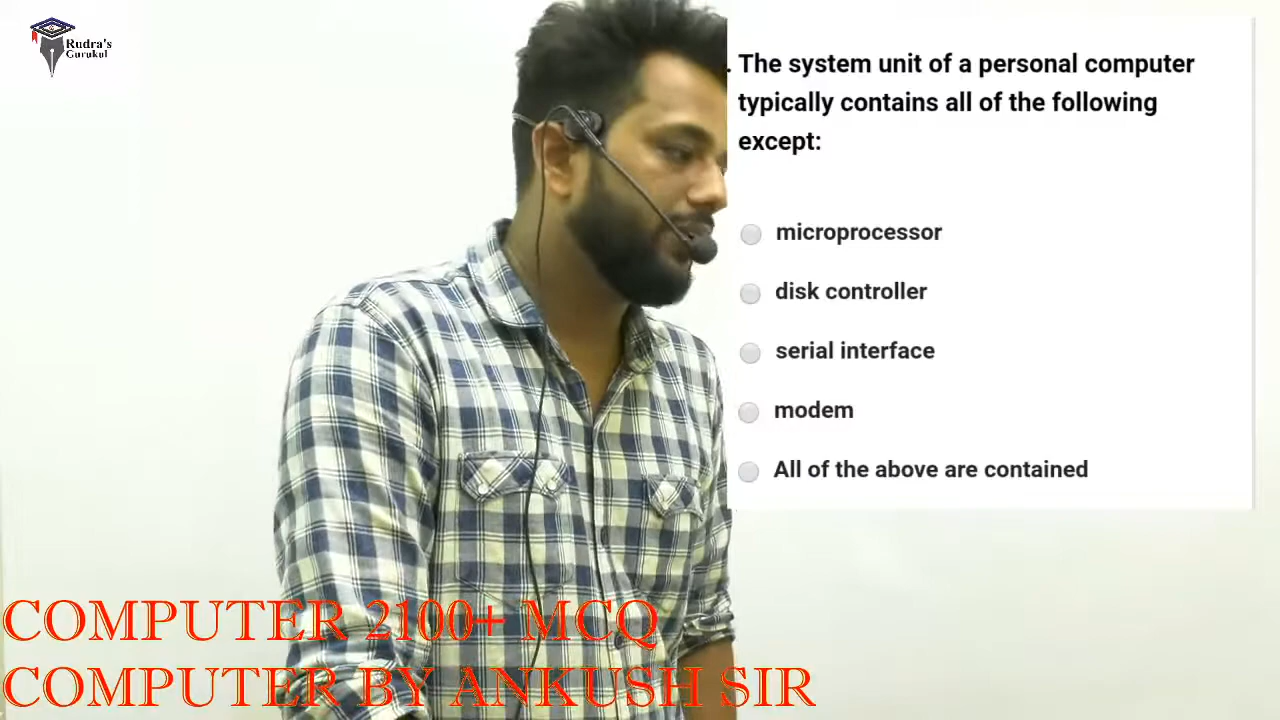 Rudra's
Gurukul
. The system unit of a personal computer
typically contains all of the following
except:
microprocessor
disk controller
serial interface
modem
All of the above are contained
COMPUTER 2100+ MCQ
COMPUTER BY ANKUSH SIR